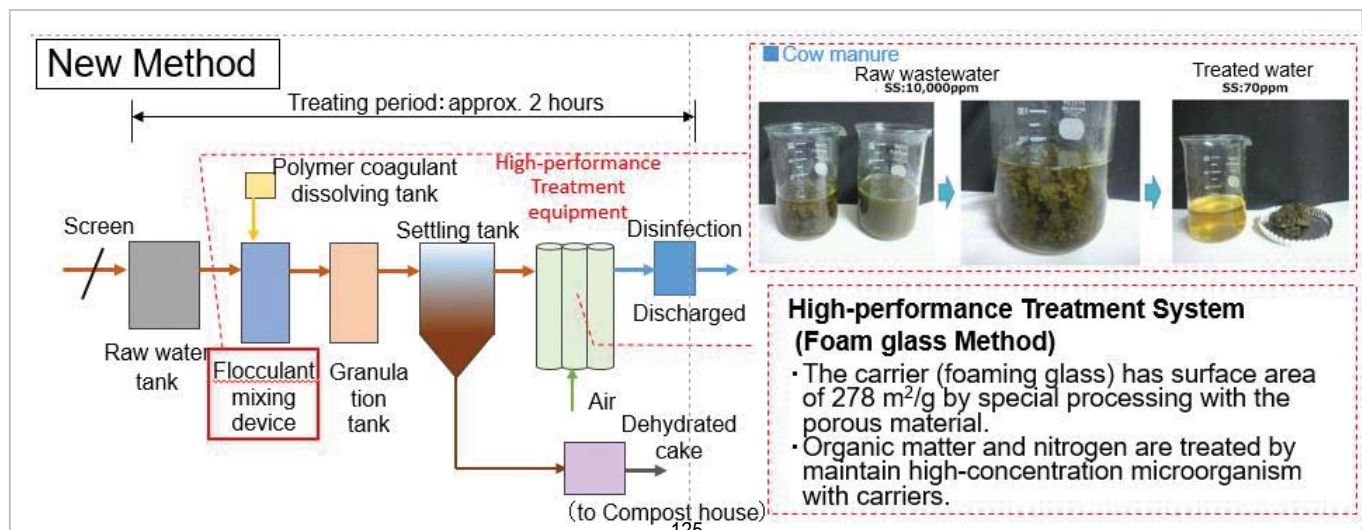 New Method
Treating period: approx. 2 hours
Polymer coagulant
dissolving tank
High-performance
Treatment
equipment
Screen
Settling tank
Disinfection
Discharged
Raw water
tank
Flocculant
mixing
device
Granula
tion
tank
Air
Dehydrated
cake
(to Compost house)
125
Cow manure
Raw wastewater
SS:10,000ppm
Treated water
SS:70ppm
High-performance Treatment System
(Foam glass Method)
・The carrier (foaming glass) has surface area
of 278 m²/g by special processing with the
porous material.
・Organic matter and nitrogen are treated by
maintain high-concentration microorganism
with carriers.